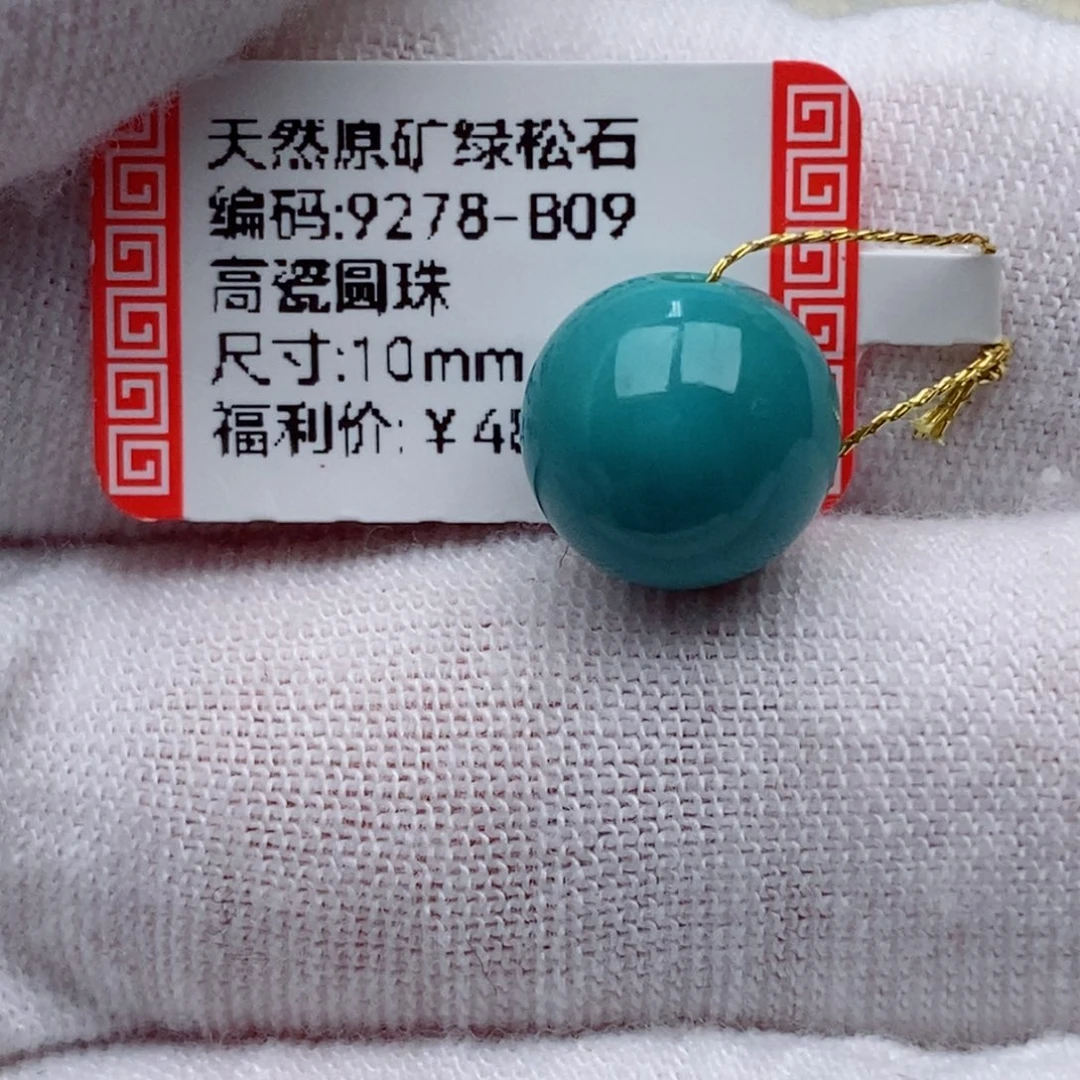 天然原矿绿松石
编码:9278-B09
高瓷圆珠
尺寸:10mm
福利价:￥4